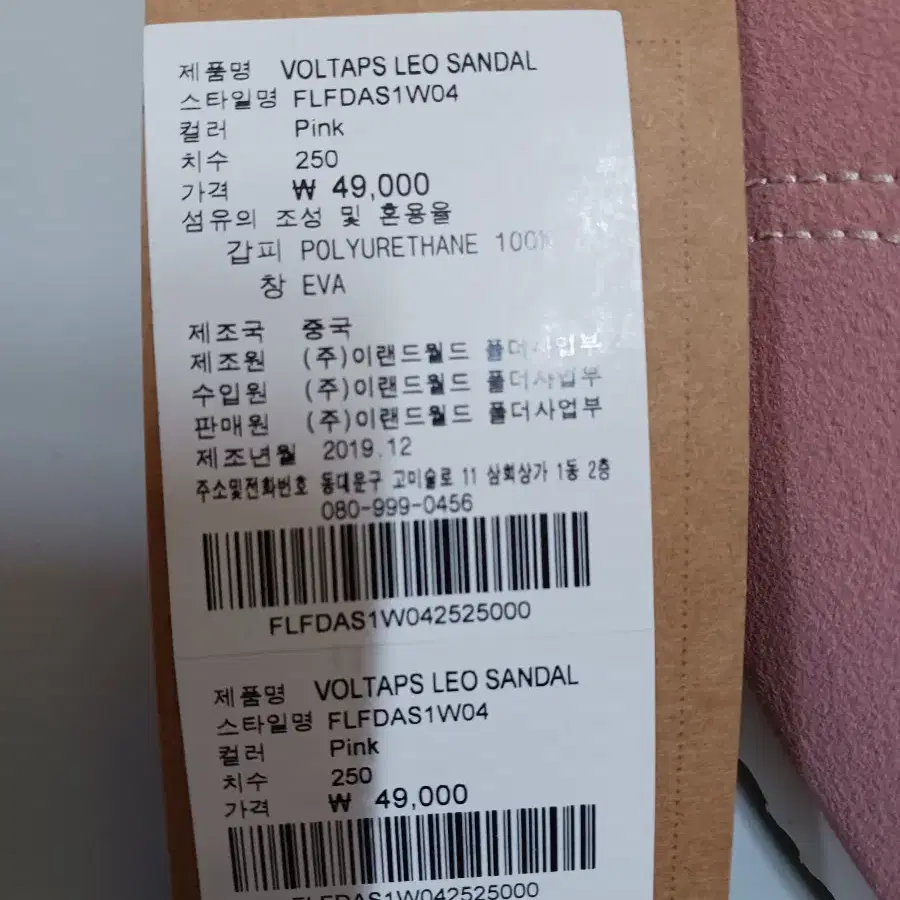 제품명 VOLTAPS LEO SANDAL
스타일명 FLFDAS1W04
컬러 Pink
치수 250
가격 ₩ 49,000
섬유의 조성 및 혼용율
갑피 POLYURETHANE 100%
창 EVA
제조국 중국
제조원 (주)이랜드월드 폴더사업부
수입원 (주)이랜드월드 폴더사업부
판매원 (주)이랜드월드 폴더사업부
제조년월 2019.12
주소및전화번호 동대문구 고미술로 11 삼희상가 1동 2층
080-999-0456
FLFDAS1W042525000
제품명 VOLTAPS LEO SANDAL
스타일명 FLFDAS1W04
컬러 Pink
치수 250
가격 ₩ 49,000
FLFDAS1W042525000